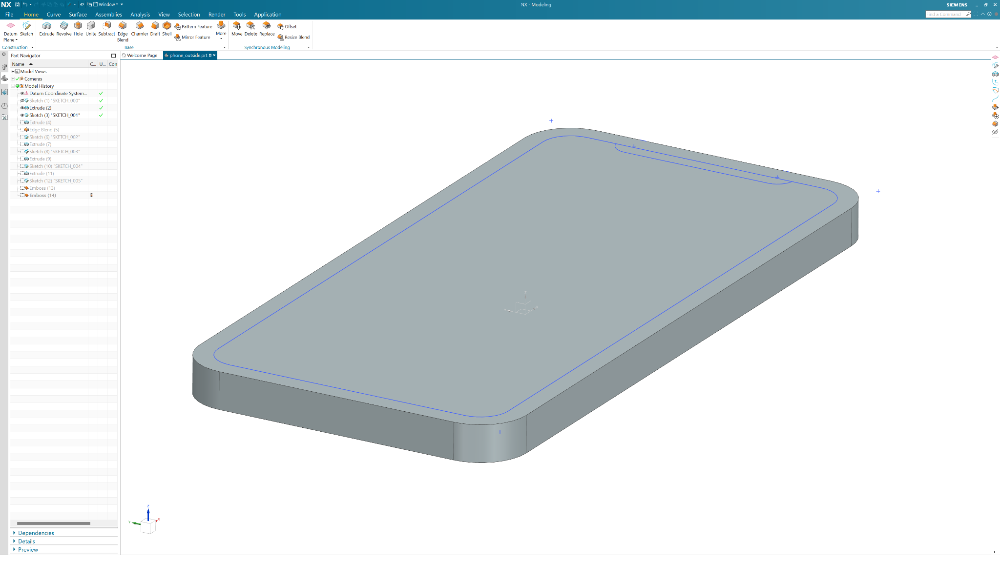 NX Window NX - Modeling SIEMENS
File Home Curve Surface Assemblies Analysis View Selection Render Tools Application Find a Command
Datum Plane Sketch Extrude Revolve Hole Unite Subtract Edge Blend Chamfer Draft Shell Pattern Feature Mirror Feature More Move Delete Replace Offset Resize Blend
Construction Base Synchronous Modeling
Part Navigator Welcome Page phone_outside.prt
Name C... U... Con
Model Views
Cameras
Model History
Datum Coordinate System...
Sketch (1) "SKETCH_000"
Extrude (2)
Sketch (3) "SKETCH_001"
Extrude (4)
Edge Blend (5)
Sketch (6) "SKETCH_002"
Extrude (7)
Sketch (8) "SKETCH_003"
Extrude (9)
Sketch (10) "SKETCH_004"
Extrude (11)
Sketch (12) "SKETCH_005"
Emboss (13)
Emboss (14)
Z
Y X
Z
Y X
Dependencies
Details
Preview